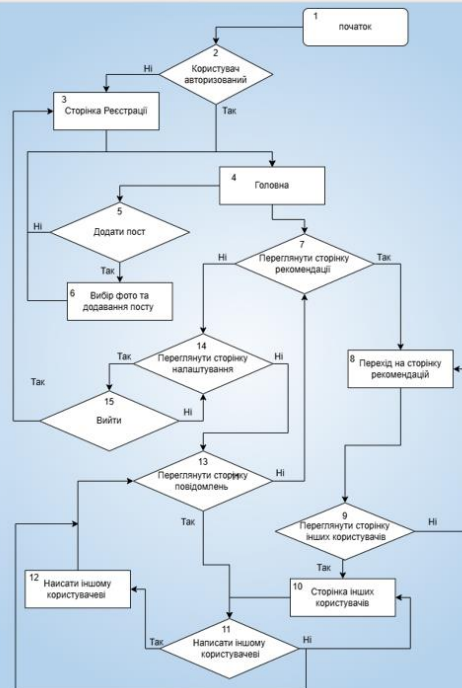 1
початок
2
Користувач
авторизований
Ні
Так
3
Сторінка Реєстрації
4
Головна
5
Додати пост
Ні
Так
6
Вибір фото та
додавання посту
7
Переглянути сторінку
рекомендації
Ні
Так
8
Перехід на сторінку
рекомендацій
14
Переглянути сторінку
налаштування
Так
Ні
15
Вийти
Так
Ні
13
Переглянути сторінку
повідомлень
Ні
Так
9
Переглянути сторінку
інших користувачів
Ні
Так
10
Сторінка інших
користувачів
12
Наисати іншому
користувачеві
11
Написати іншому
користувачеві
Так
Ні